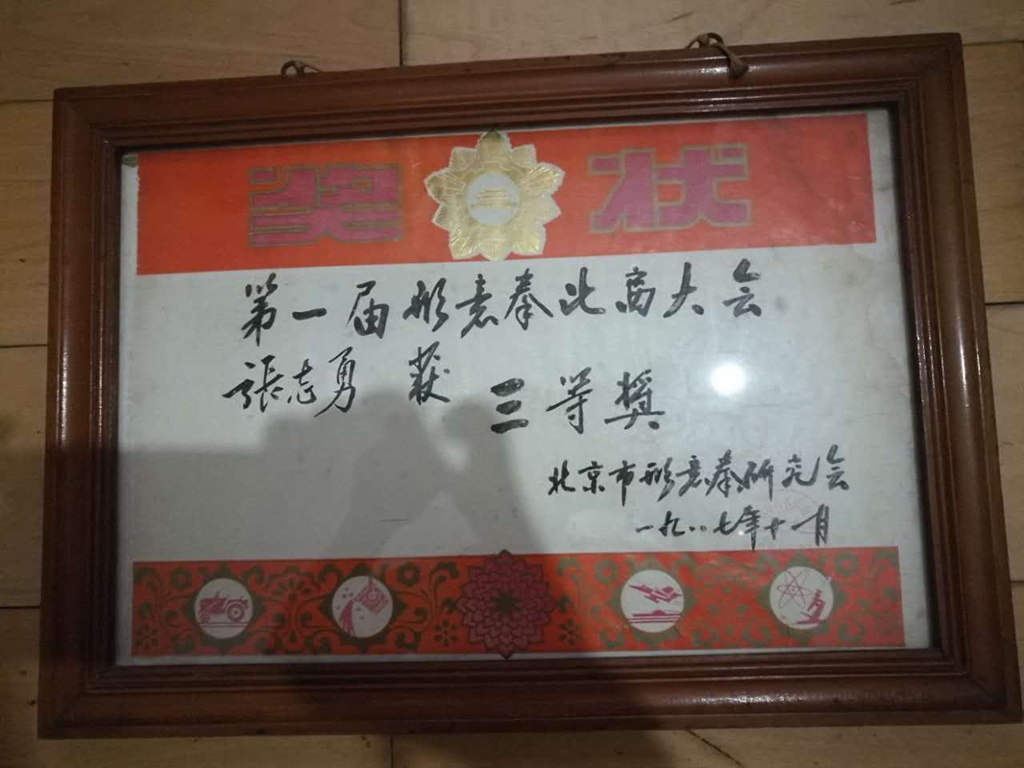 奖状
第一届形意拳比赛大会
張志勇 获 三等奖
北京市形意拳研究会
一九八七年十一月